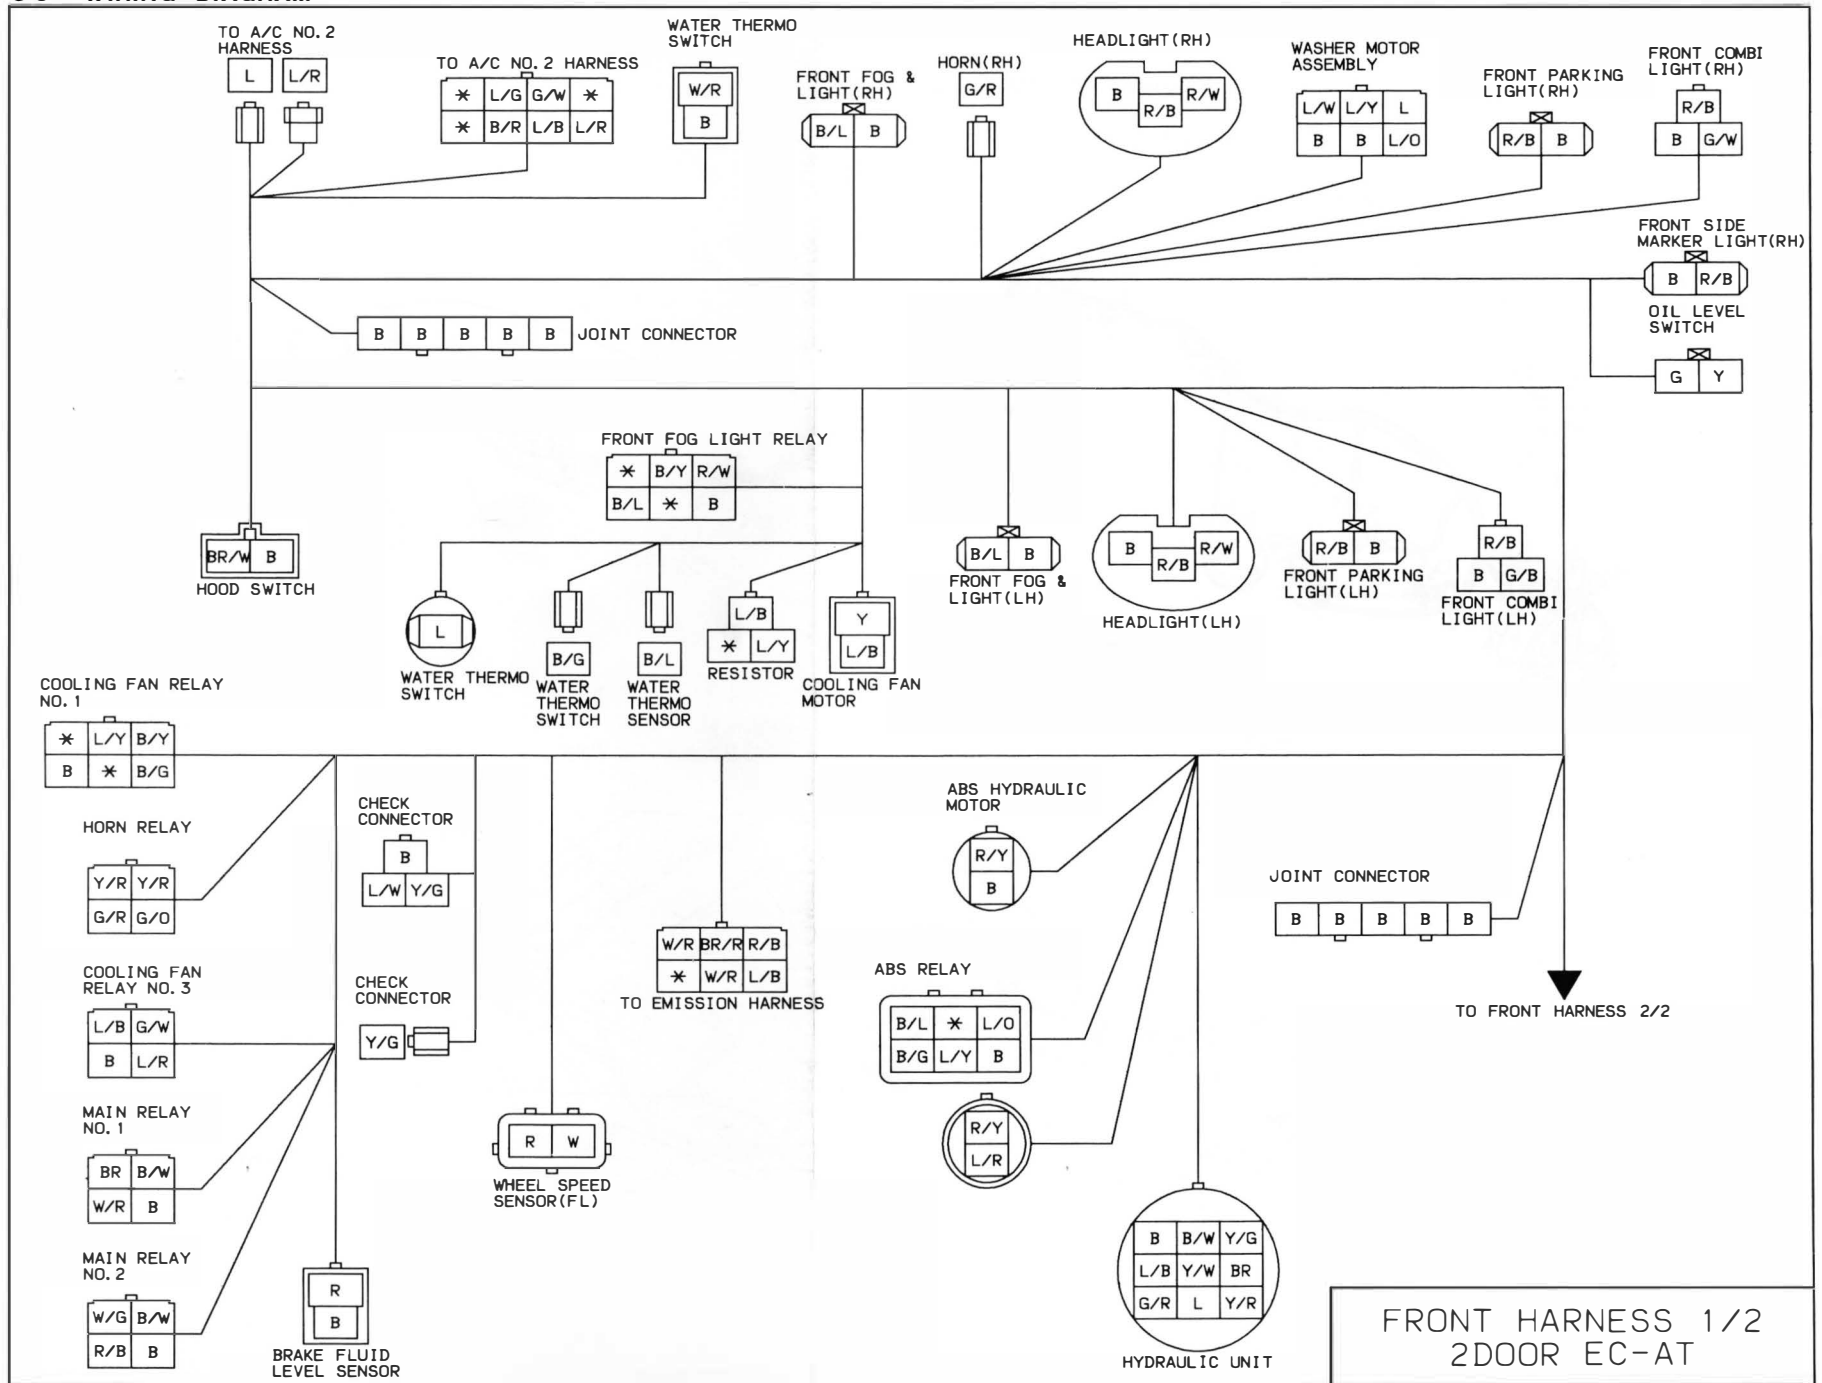 TO A/C NO.2
HARNESS
L
L/R
TO A/C NO.2 HARNESS
* L/G G/W *
* B/R L/B L/R
WATER THERMO
SWITCH
W/R
B
FRONT FOG &
LIGHT(RH)
B/L B
HORN(RH)
G/R
HEADLIGHT(RH)
B R/B R/W
WASHER MOTOR
ASSEMBLY
L/W L/Y L
B B L/O
FRONT PARKING
LIGHT(RH)
R/B B
FRONT COMBI
LIGHT(RH)
R/B
B G/W
FRONT SIDE
MARKER LIGHT(RH)
B R/B
OIL LEVEL
SWITCH
G Y
B B B B B JOINT CONNECTOR
FRONT FOG LIGHT RELAY
* B/Y R/W
B/L * B
BR/W B
HOOD SWITCH
L
WATER THERMO
SWITCH
B/G
WATER
THERMO
SWITCH
B/L
WATER
THERMO
SENSOR
L/B
* L/Y
RESISTOR
Y
L/B
COOLING FAN
MOTOR
B/L B
FRONT FOG &
LIGHT(LH)
B R/B R/W
HEADLIGHT(LH)
R/B B
FRONT PARKING
LIGHT(LH)
R/B
B G/B
FRONT COMBI
LIGHT(LH)
COOLING FAN RELAY
NO.1
* L/Y B/Y
B * B/G
HORN RELAY
Y/R Y/R
G/R G/O
COOLING FAN
RELAY NO.3
L/B G/W
B L/R
MAIN RELAY
NO.1
BR B/W
W/R B
MAIN RELAY
NO.2
W/G B/W
R/B B
R
B
BRAKE FLUID
LEVEL SENSOR
CHECK
CONNECTOR
B
L/W Y/G
CHECK
CONNECTOR
Y/G
R W
WHEEL SPEED
SENSOR(FL)
W/R BR/R R/B
* W/R L/B
TO EMISSION HARNESS
ABS HYDRAULIC
MOTOR
R/Y
B
ABS RELAY
B/L * L/O
B/G L/Y B
R/Y
L/R
B B/W Y/G
L/B Y/W BR
G/R L Y/R
HYDRAULIC UNIT
JOINT CONNECTOR
B B B B B
TO FRONT HARNESS 2/2
FRONT HARNESS 1/2
2DOOR EC-AT